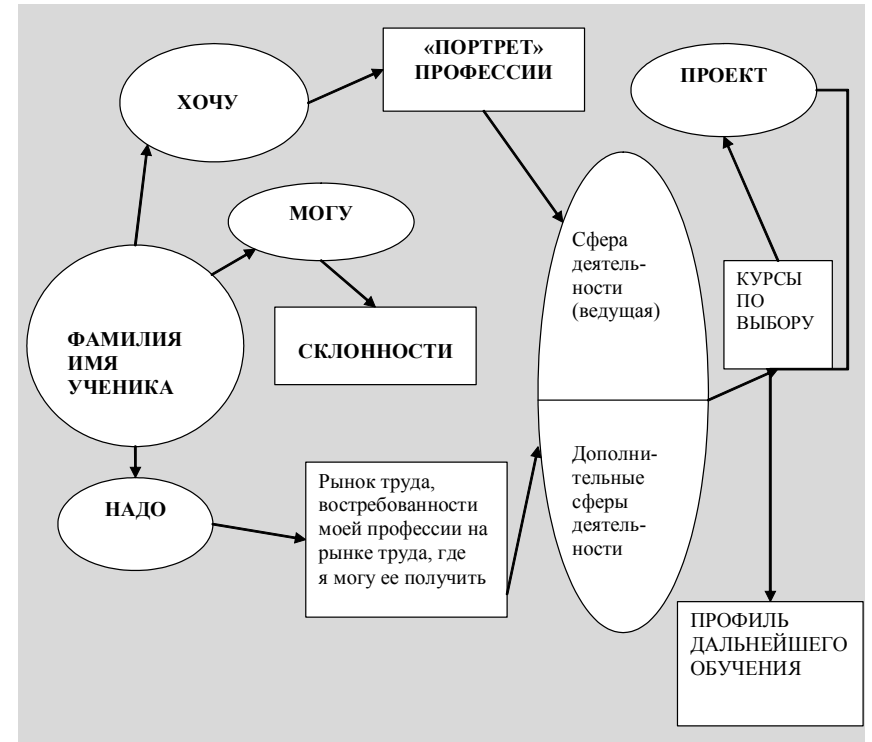 «ПОРТРЕТ»
ПРОФЕССИИ
ПРОЕКТ
ХОЧУ
МОГУ
Сфера
деятель-
ности
(ведущая)
КУРСЫ
ПО
ВЫБОРУ
ФАМИЛИЯ
ИМЯ
УЧЕНИКА
СКЛОННОСТИ
НАДО
Рынок труда,
востребованности
моей профессии на
рынке труда, где
я могу ее получить
Дополни-
тельные
сферы
деятель-
ности
ПРОФИЛЬ
ДАЛЬНЕЙШЕГО
ОБУЧЕНИЯ